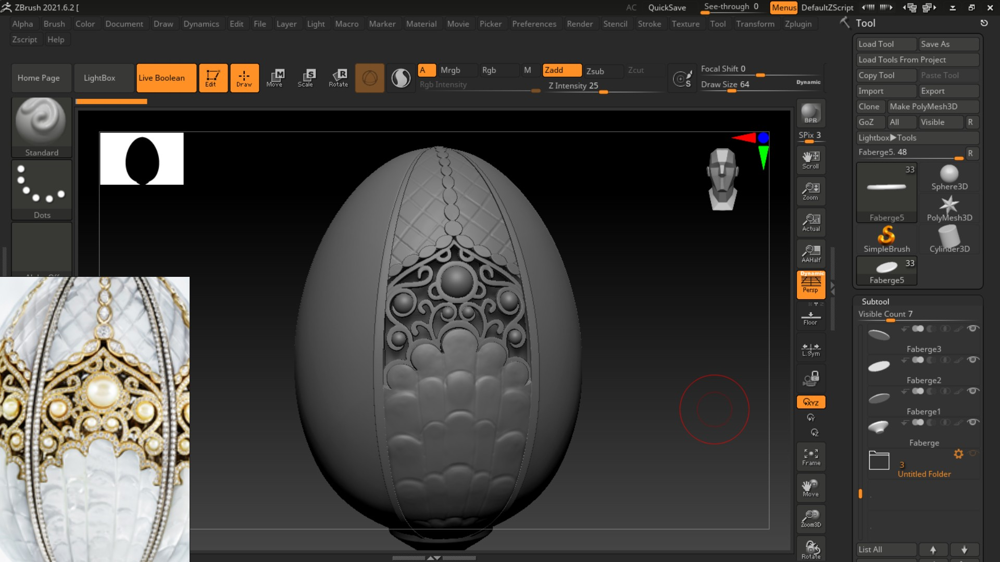 ZBrush 2021.6.2 [
AC QuickSave See-through 0 Menus DefaultZScript
Alpha Brush Color Document Draw Dynamics Edit File Layer Light Macro Marker Material Movie Picker Preferences Render Stencil Stroke Texture Tool Transform Zplugin
Zscript Help
Home Page LightBox Live Boolean Edit Draw Move Scale Rotate
M S R
A Mrgb Rgb M Zadd Zsub Zcut
Rgb Intensity Z Intensity 25
S
Focal Shift 0
Draw Size 64 Dynamic
Standard
Dots
BPR
SPix 3
Scroll
Zoom
Actual
AAHalf
Dynamic
Persp
Floor
L.Sym
XYZ
Y
Z
Frame
Move
Zoom3D
Rotate
Tool
Load Tool Save As
Load Tools From Project
Copy Tool Paste Tool
Import Export
Clone Make PolyMesh3D
GoZ All Visible R
Lightbox▶Tools
Faberge5. 48 R
33
Faberge5
Sphere3D
PolyMesh3D
SimpleBrush
Cylinder3D
33
Faberge5
Subtool
Visible Count 7
Faberge3
Faberge2
Faberge1
Faberge
3
Untitled Folder
List All